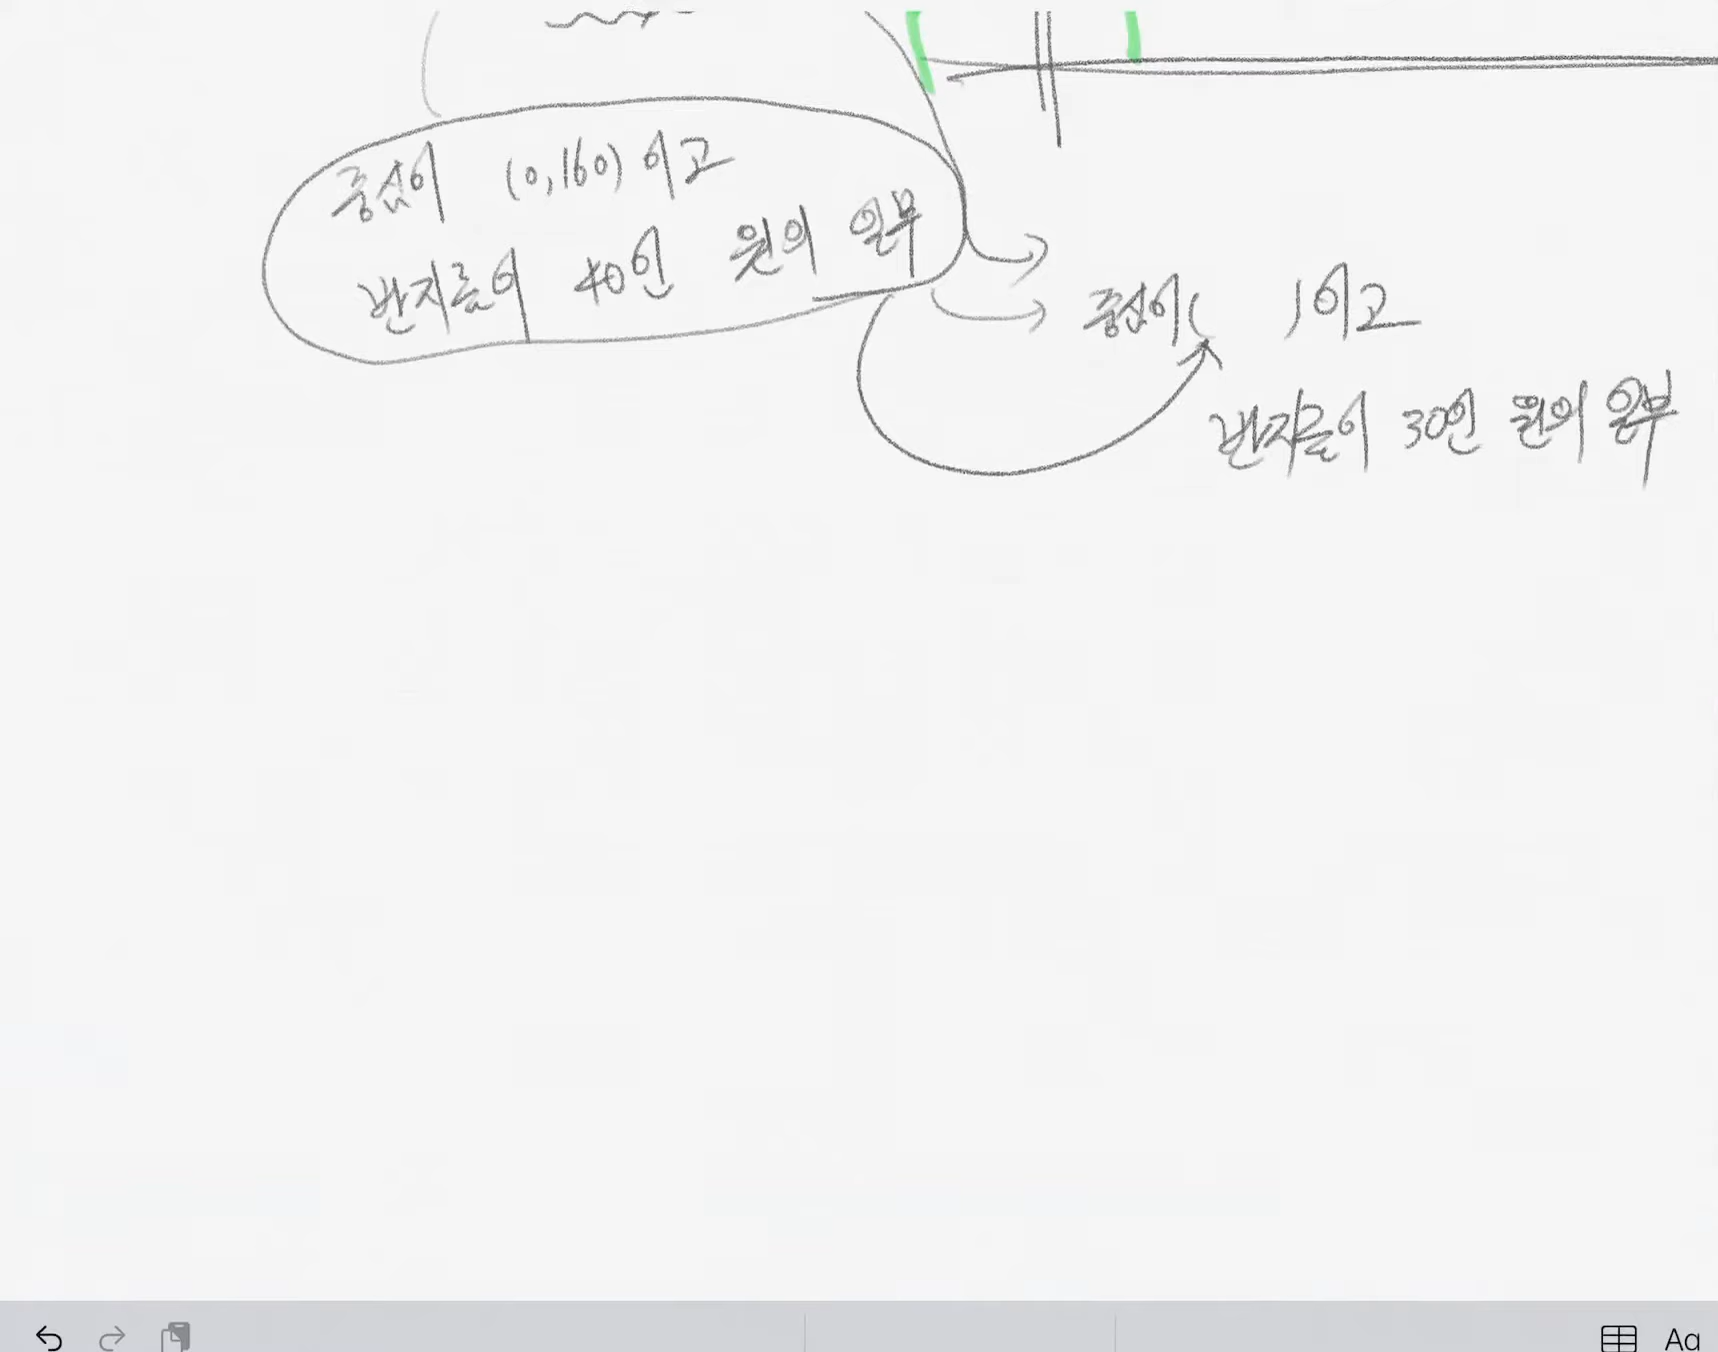 중심이 (0,160)이고
반지름이 40인 원의 일부
중심이( )이고
반지름이 30인 원의 일부
Aa